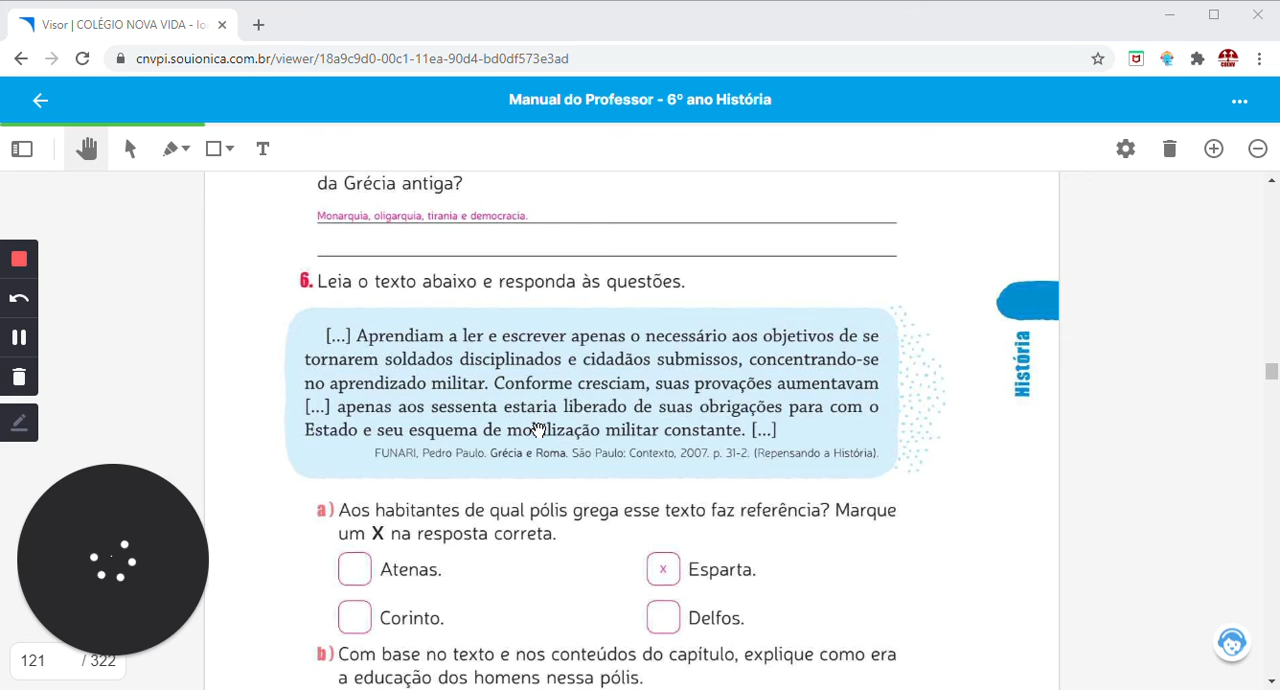 Visor | COLÉGIO NOVA VIDA - Io
cnvpi.souionica.com.br/viewer/18a9c9d0-00c1-11ea-90d4-bd0df573e3ad
Manual do Professor - 6º ano História
T
da Grécia antiga?
Monarquia, oligarquia, tirania e democracia.
6. Leia o texto abaixo e responda às questões.
[...] Aprendiam a ler e escrever apenas o necessário aos objetivos de se
tornarem soldados disciplinados e cidadãos submissos, concentrando-se
no aprendizado militar. Conforme cresciam, suas provações aumentavam
[...] apenas aos sessenta estaria liberado de suas obrigações para com o
Estado e seu esquema de mobilização militar constante. [...]
FUNARI, Pedro Paulo. Grécia e Roma. São Paulo: Contexto, 2007. p. 31-2. (Repensando a História).
História
a) Aos habitantes de qual pólis grega esse texto faz referência? Marque
um X na resposta correta.
Atenas.
x Esparta.
Corinto.
Delfos.
b) Com base no texto e nos conteúdos do capítulo, explique como era
a educação dos homens nessa pólis.
121 / 322